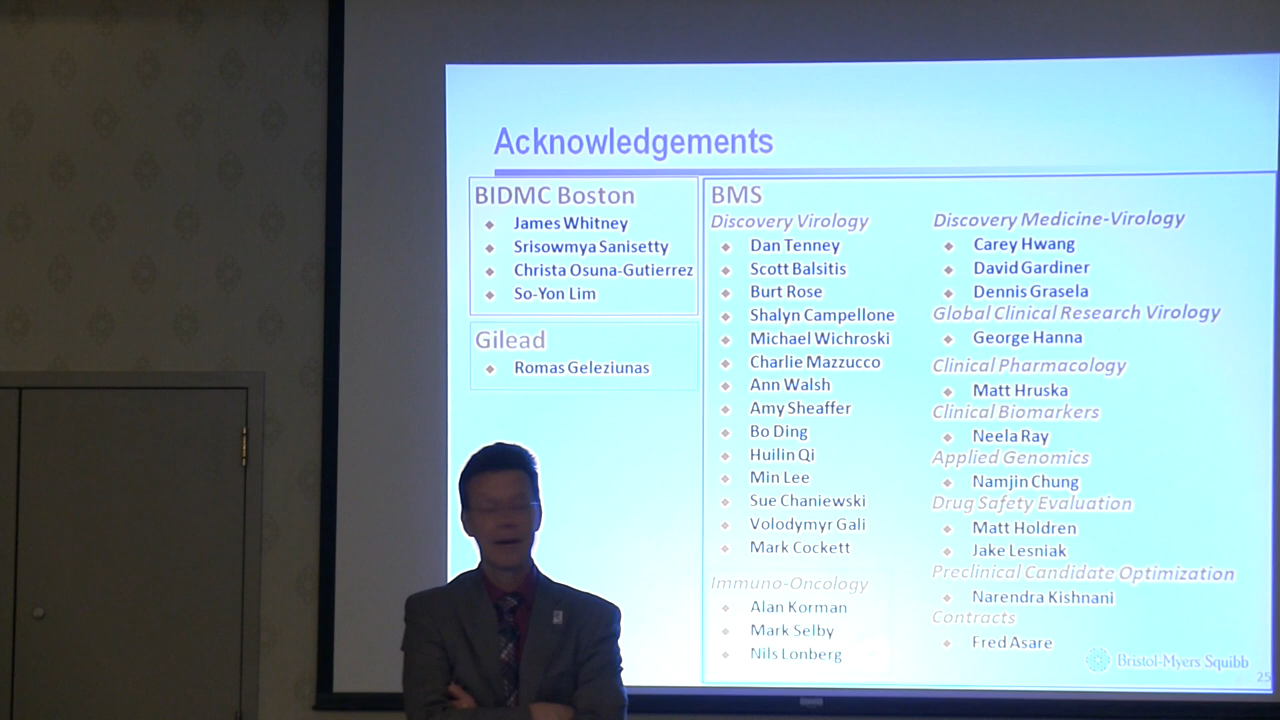 Acknowledgements
BIDMC Boston
James Whitney
Srisowmya Sanisetty
Christa Osuna-Gutierrez
So-Yon Lim
Gilead
Romas Geleziunas
BMS
Discovery Virology
Dan Tenney
Scott Balsitis
Burt Rose
Shalyn Campellone
Michael Wichroski
Charlie Mazzucco
Ann Walsh
Amy Sheaffer
Bo Ding
Huilin Qi
Min Lee
Sue Chaniewski
Volodymyr Gali
Mark Cockett
Immuno-Oncology
Alan Korman
Mark Selby
Nils Lonberg
Discovery Medicine-Virology
Carey Hwang
David Gardiner
Dennis Grasela
Global Clinical Research Virology
George Hanna
Clinical Pharmacology
Matt Hruska
Clinical Biomarkers
Neela Ray
Applied Genomics
Namjin Chung
Drug Safety Evaluation
Matt Holdren
Jake Lesniak
Preclinical Candidate Optimization
Narendra Kishnani
Contracts
Fred Asare
Bristol-Myers Squibb
25